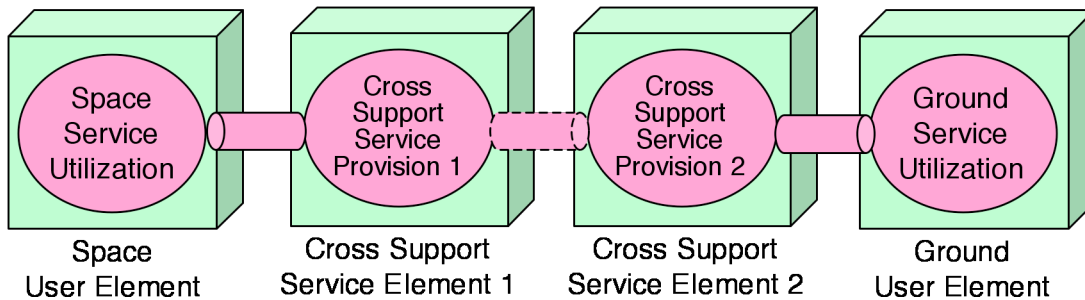 Space
Service
Utilization
Cross
Support
Service
Provision 1
Cross
Support
Service
Provision 2
Ground
Service
Utilization
Space
User Element
Cross Support
Service Element 1
Cross Support
Service Element 2
Ground
User Element